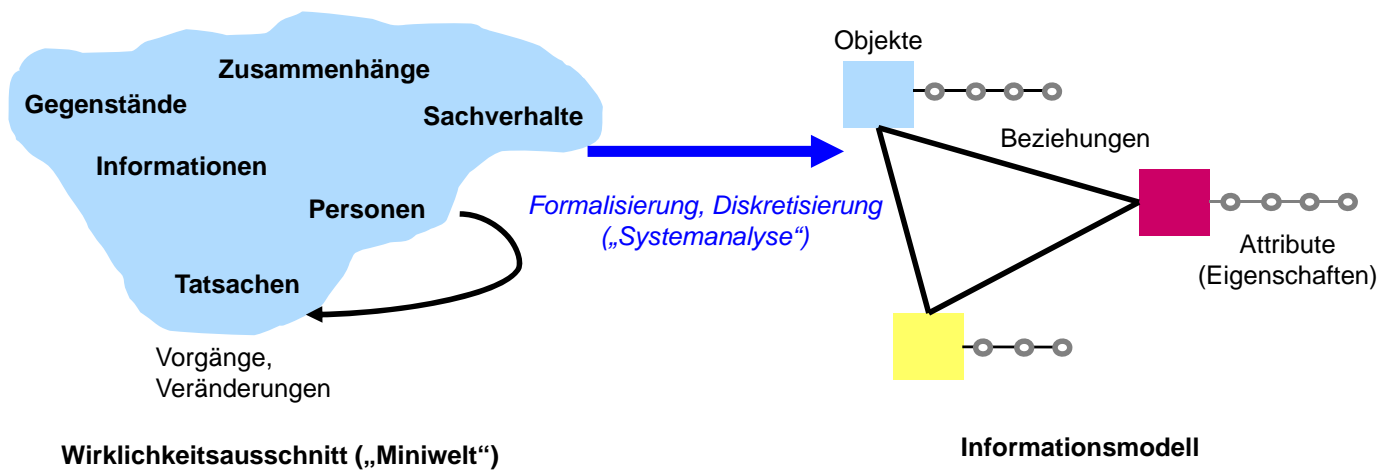 Zusammenhänge
Gegenstände
Sachverhalte
Informationen
Personen
Tatsachen
Vorgänge,
Veränderungen
Wirklichkeitsausschnitt („Miniwelt“)
Formalisierung, Diskretisierung
(„Systemanalyse“)
Objekte
Beziehungen
Attribute
(Eigenschaften)
Informationsmodell